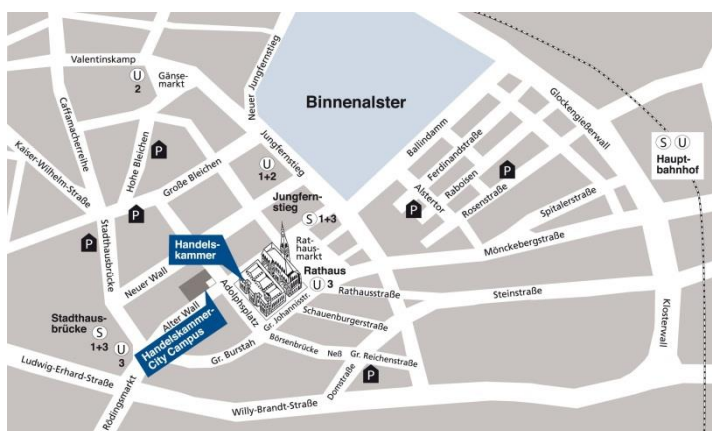 Valentinskamp
U
2
Gänse-
markt
Caffamacherreihe
Kaiser-Wilhelm-Straße
Hohe Bleichen
P
Große Bleichen
P
P
Stadthausbrücke
Neuer Jungfernstieg
Jungfernstieg
U
1+2
Binnenalster
Jungfern-
stieg
S 1+3
Ballindamm
Ferdinandstraße
Raboisen
Alstertor
Rosenstraße
P
P
Glockengießerwall
S U
Haupt-
bahnhof
Spitalerstraße
Mönckebergstraße
Steinstraße
Klosterwall
Handels-
kammer
Rat-
haus-
markt
Rathaus
U 3
Rathausstraße
Neuer Wall
Alter Wall
Adolphsplatz
Gr. Johannisstr.
Schauenburgerstraße
Handelskammer-
City Campus
Stadthaus-
brücke
S
1+3
U
3
Gr. Burstah
Börsenbrücke
Neß
Gr. Reichenstraße
P
Domstraße
Ludwig-Erhard-Straße
Rödingsmarkt
Willy-Brandt-Straße